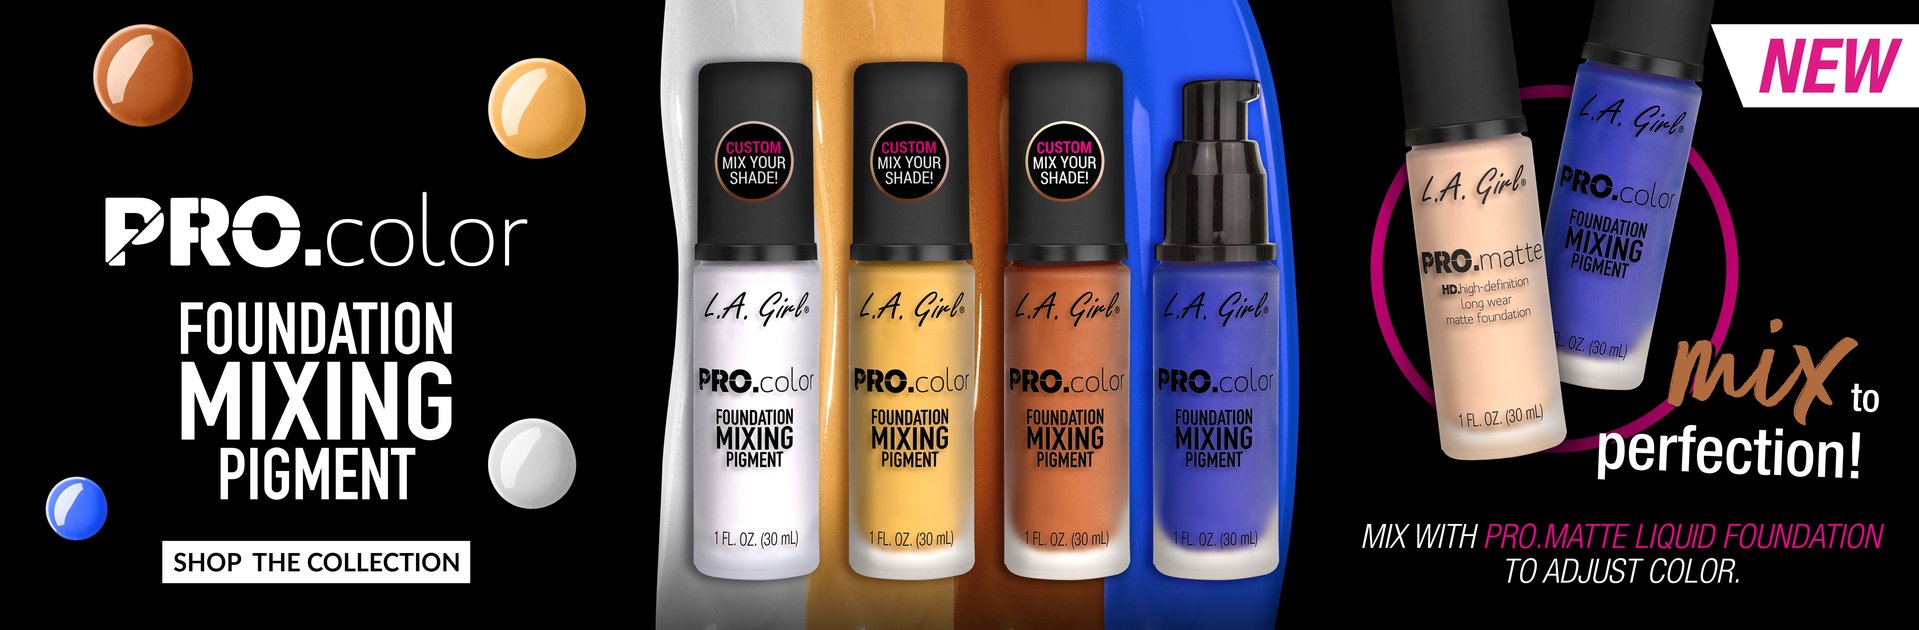 PRO.color
FOUNDATION
MIXING
PIGMENT
SHOP THE COLLECTION
CUSTOM
MIX YOUR
SHADE!
L.A. Girl®
PRO.color
FOUNDATION
MIXING
PIGMENT
1 FL. OZ. (30 mL)
CUSTOM
MIX YOUR
SHADE!
L.A. Girl®
PRO.color
FOUNDATION
MIXING
PIGMENT
1 FL. OZ. (30 mL)
CUSTOM
MIX YOUR
SHADE!
L.A. Girl®
PRO.color
FOUNDATION
MIXING
PIGMENT
1 FL. OZ. (30 mL)
L.A. Girl®
PRO.color
FOUNDATION
MIXING
PIGMENT
1 FL. OZ. (30 mL)
L.A. Girl®
PRO.matte
HD.high-definition
long wear
matte foundation
1 FL. OZ. (30 mL)
L.A. Girl®
PRO.color
FOUNDATION
MIXING
PIGMENT
FL. OZ. (30 mL)
NEW
mix to
perfection!
MIX WITH PRO.MATTE LIQUID FOUNDATION
TO ADJUST COLOR.